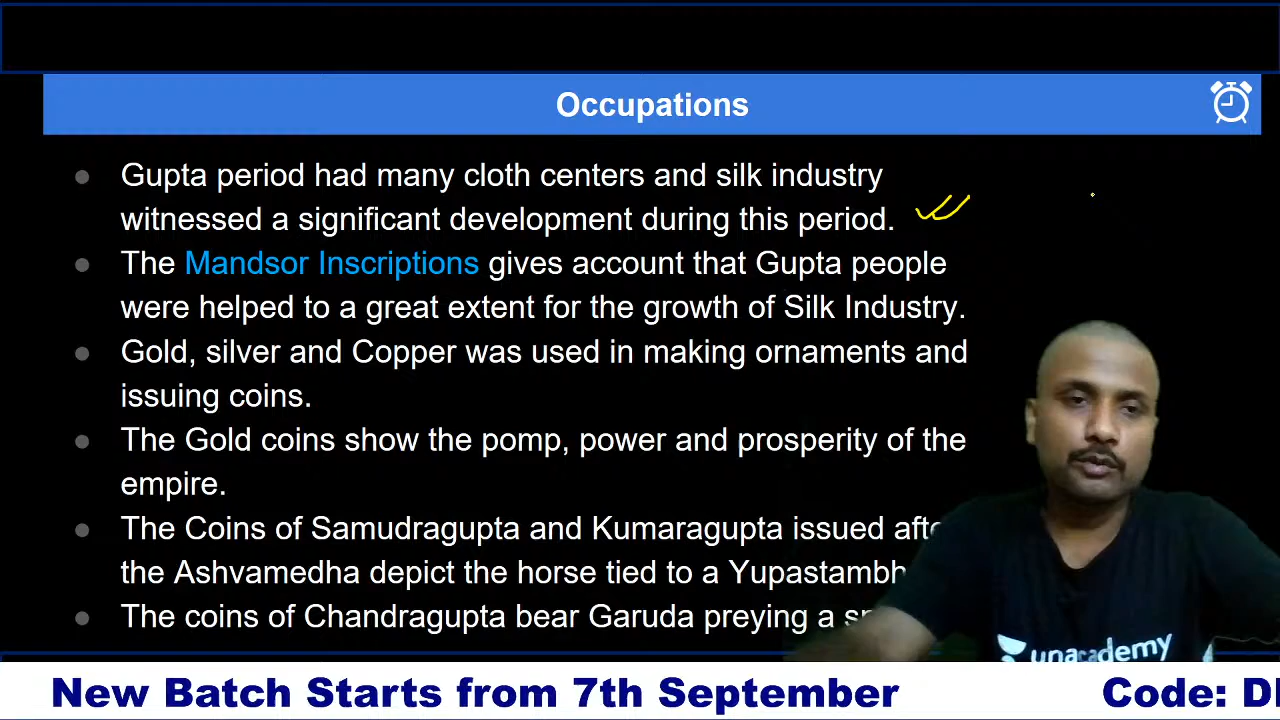 Occupations
Gupta period had many cloth centers and silk industry
witnessed a significant development during this period.
The Mandsor Inscriptions gives account that Gupta people
were helped to a great extent for the growth of Silk Industry.
Gold, silver and Copper was used in making ornaments and
issuing coins.
The Gold coins show the pomp, power and prosperity of the
empire.
The Coins of Samudragupta and Kumaragupta issued
the Ashvamedha depict the horse tied to a
The coins of Chandragupta bear Garuda preying a
unacademy
New Batch Starts from 7th September
Code: